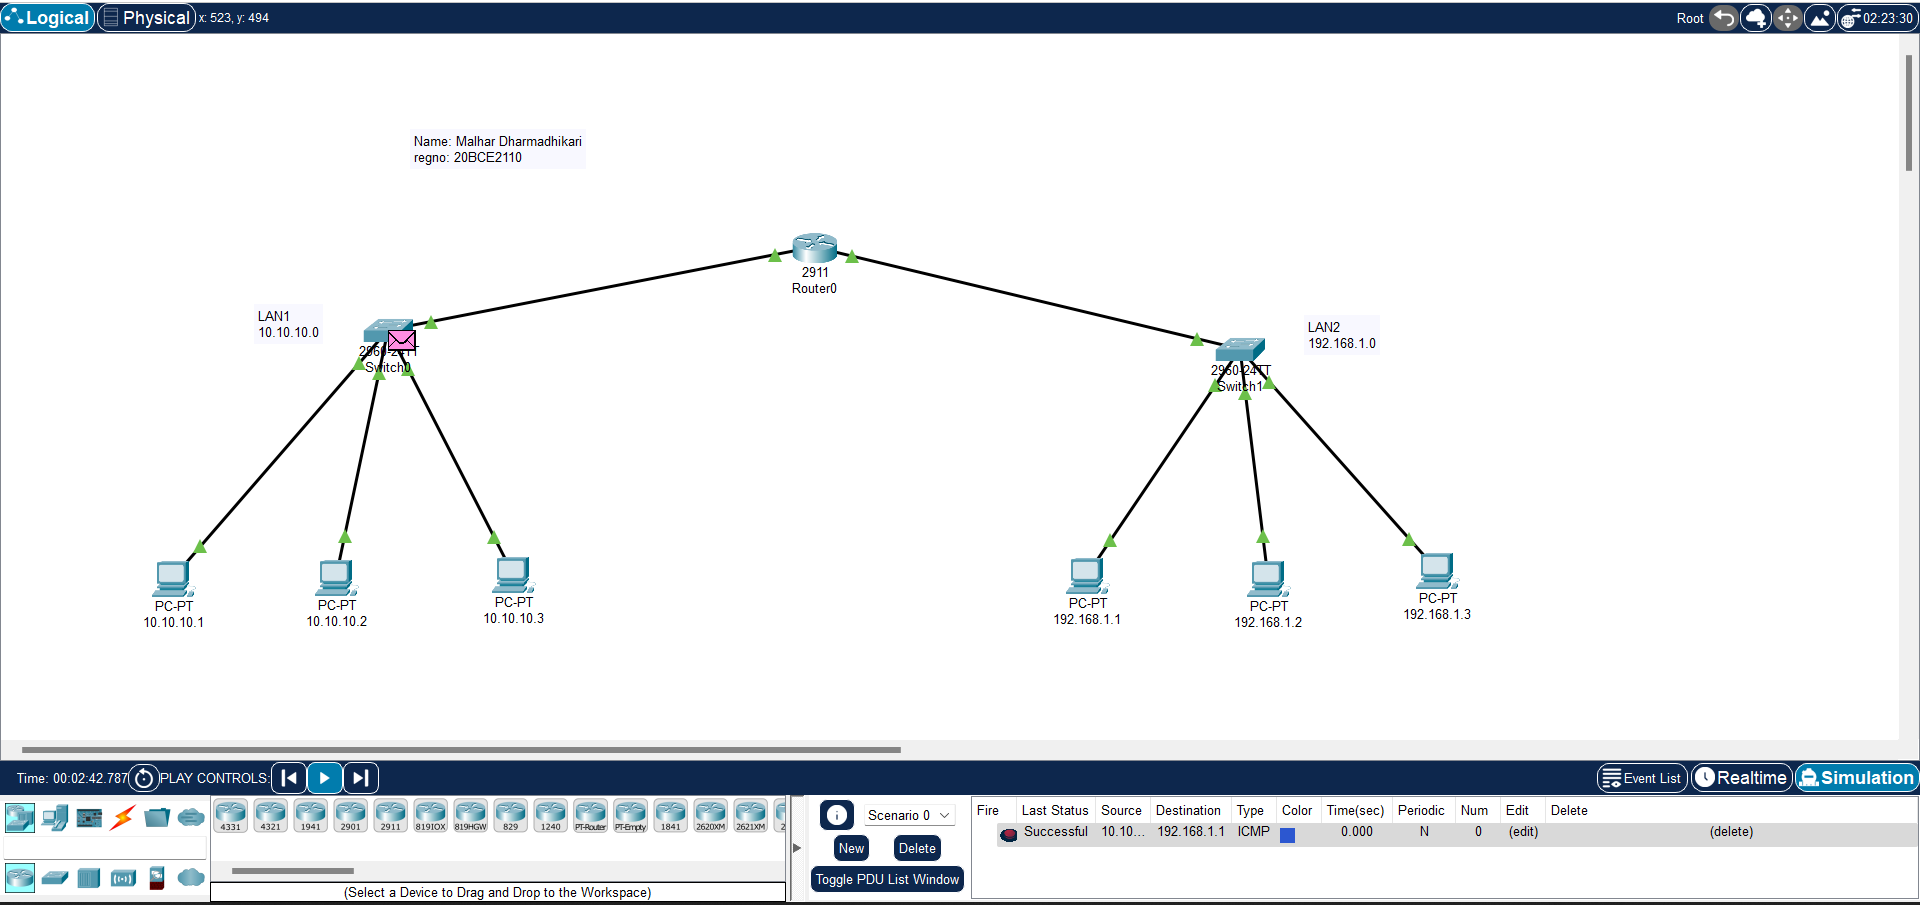 Logical Physical x: 523, y: 494 Root 02:23:30
Name: Malhar Dharmadhikari
regno: 20BCE2110
2911
Router0
LAN1
10.10.10.0
2960-24TT
Switch0
LAN2
192.168.1.0
2960-24TT
Switch1
PC-PT
10.10.10.1
PC-PT
10.10.10.2
PC-PT
10.10.10.3
PC-PT
192.168.1.1
PC-PT
192.168.1.2
PC-PT
192.168.1.3
Time: 00:02:42.787 PLAY CONTROLS: Event List Realtime Simulation
4331 4321 1941 2901 2911 819IOX 819HGW 829 1240 PT-Router PT-Empty 1841 2620XM 2621XM 2
(Select a Device to Drag and Drop to the Workspace)
Scenario 0
New Delete
Toggle PDU List Window
Fire Last Status Source Destination Type Color Time(sec) Periodic Num Edit Delete
Successful 10.10... 192.168.1.1 ICMP 0.000 N 0 (edit) (delete)